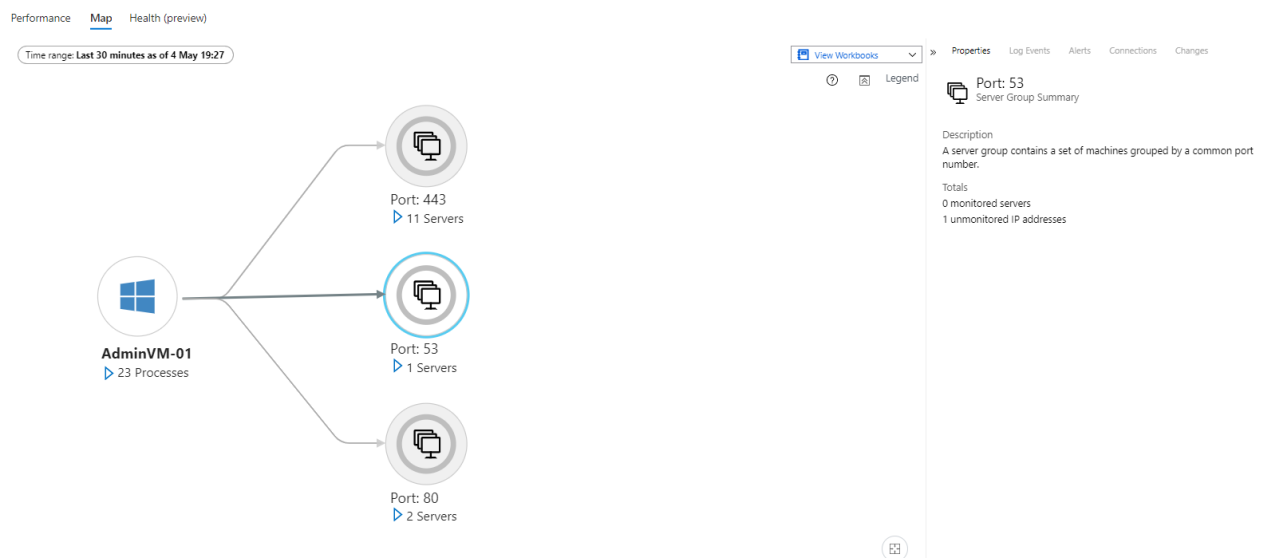 Performance Map Health (preview)
Time range: Last 30 minutes as of 4 May 19:27
View Workbooks
Legend
Port: 443
11 Servers
AdminVM-01
23 Processes
Port: 53
1 Servers
Port: 80
2 Servers
Properties Log Events Alerts Connections Changes
Port: 53
Server Group Summary
Description
A server group contains a set of machines grouped by a common port
number.
Totals
0 monitored servers
1 unmonitored IP addresses